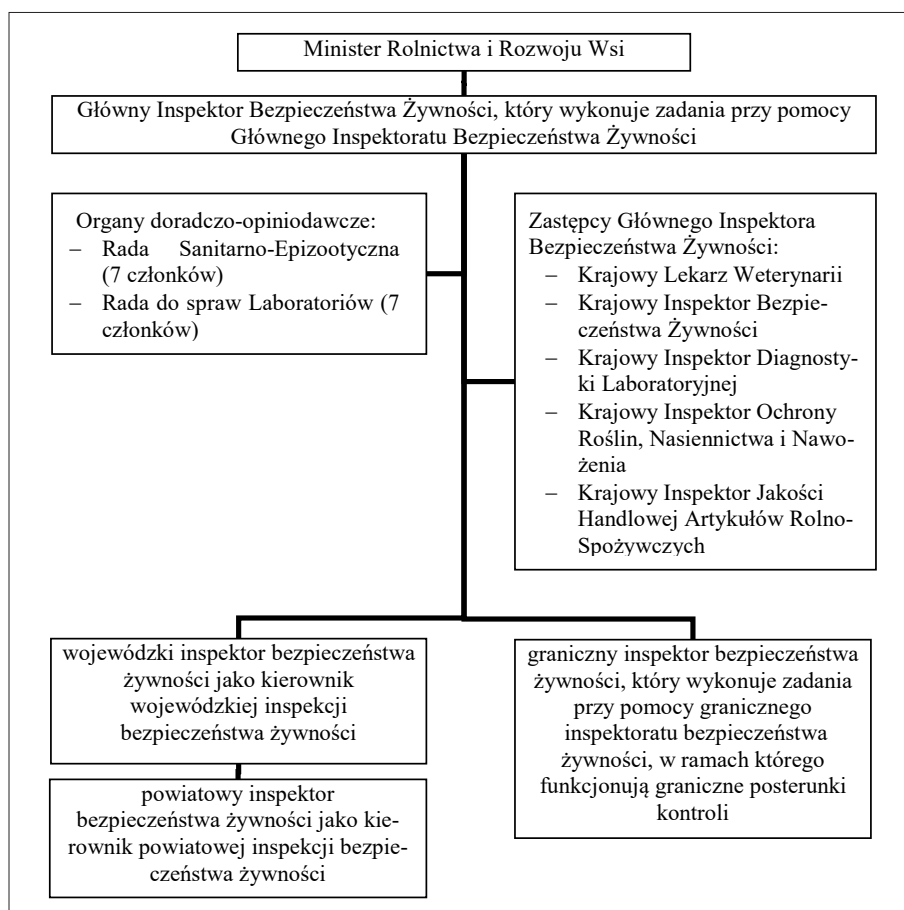 Minister Rolnictwa i Rozwoju Wsi
Główny Inspektor Bezpieczeństwa Żywności, który wykonuje zadania przy pomocy
Głównego Inspektoratu Bezpieczeństwa Żywności
Organy doradczo-opiniodawcze:
– Rada Sanitarno-Epizootyczna
(7 członków)
– Rada do spraw Laboratoriów (7
członków)
Zastępcy Głównego Inspektora
Bezpieczeństwa Żywności:
– Krajowy Lekarz Weterynarii
– Krajowy Inspektor Bezpie-
czeństwa Żywności
– Krajowy Inspektor Diagnosty-
ki Laboratoryjnej
– Krajowy Inspektor Ochrony
Roślin, Nasiennictwa i Nawo-
żenia
– Krajowy Inspektor Jakości
Handlowej Artykułów Rolno-
Spożywczych
wojewódzki inspektor bezpieczeństwa
żywności jako kierownik
wojewódzkiej inspekcji
bezpieczeństwa żywności
powiatowy inspektor
bezpieczeństwa żywności jako kie-
rownik powiatowej inspekcji bezpie-
czeństwa żywności
graniczny inspektor bezpieczeństwa
żywności, który wykonuje zadania
przy pomocy granicznego
inspektoratu bezpieczeństwa
żywności, w ramach którego
funkcjonują graniczne posterunki
kontroli